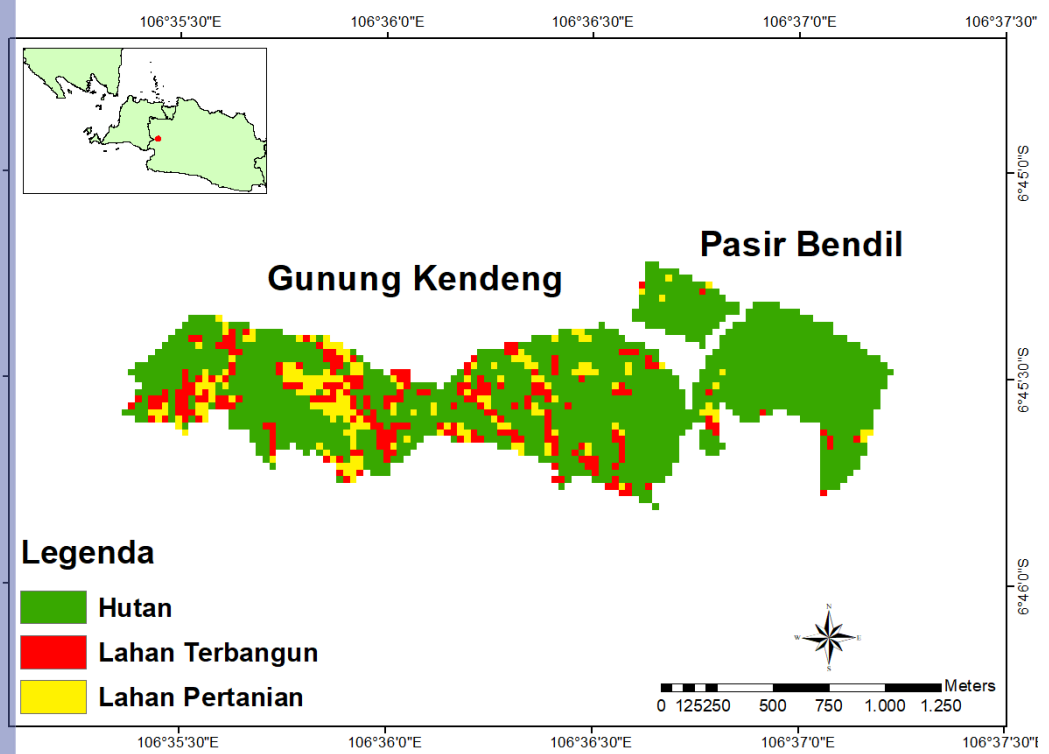 106°35'30"E 106°36'0"E 106°36'30"E 106°37'0"E 106°37'30"
6°45'0"S
Pasir Bendil
Gunung Kendeng
6°45'30"S
Legenda
6°46'0"S
Hutan
N
W E
S
Lahan Terbangun
Lahan Pertanian
Meters
0 125250 500 750 1.000 1.250
106°35'30"E 106°36'0"E 106°36'30"E 106°37'0"E 106°37'30"E